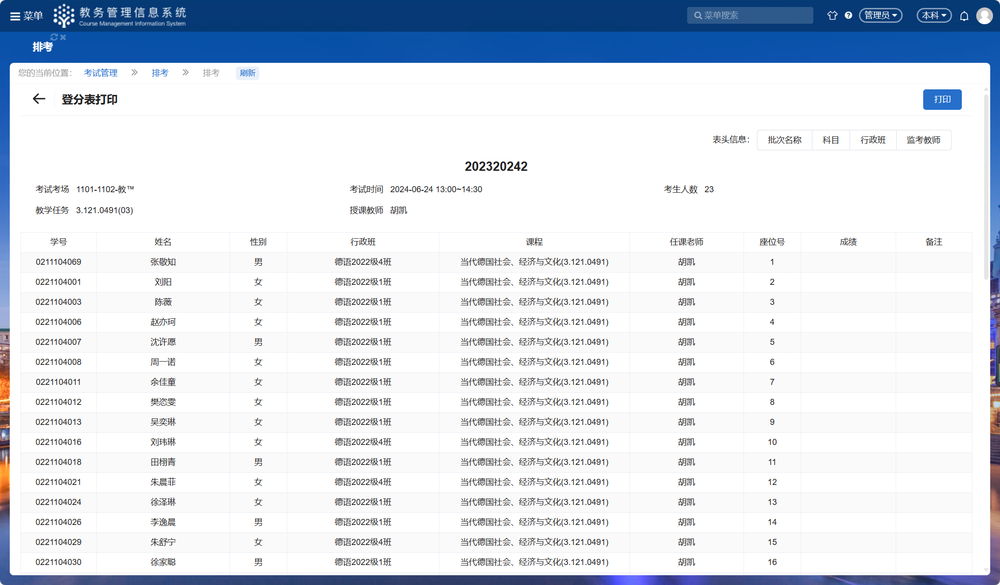 菜单 教务管理信息系统 菜单搜索 管理员 本科
Course Management Information System
排考
您的当前位置： 考试管理 排考 排考 刷新
登分表打印 打印
表头信息： 批次名称 科目 行政班 监考教师
202320242
考试考场 1101-1102-教™ 考试时间 2024-06-24 13:00~14:30 考生人数 23
教学任务 3.121.0491(03) 授课教师 胡凯
学号 姓名 性别 行政班 课程 任课老师 座位号 成绩 备注
0211104069 张敬知 男 德语2022级4班 当代德国社会、经济与文化(3.121.0491) 胡凯 1
0221104001 刘阳 女 德语2022级1班 当代德国社会、经济与文化(3.121.0491) 胡凯 2
0221104003 陈薇 女 德语2022级1班 当代德国社会、经济与文化(3.121.0491) 胡凯 3
0221104006 赵亦珂 女 德语2022级1班 当代德国社会、经济与文化(3.121.0491) 胡凯 4
0221104007 沈许愿 男 德语2022级1班 当代德国社会、经济与文化(3.121.0491) 胡凯 5
0221104008 周一诺 女 德语2022级1班 当代德国社会、经济与文化(3.121.0491) 胡凯 6
0221104011 余佳童 女 德语2022级1班 当代德国社会、经济与文化(3.121.0491) 胡凯 7
0221104012 樊恣雯 女 德语2022级1班 当代德国社会、经济与文化(3.121.0491) 胡凯 8
0221104013 吴奕琳 女 德语2022级1班 当代德国社会、经济与文化(3.121.0491) 胡凯 9
0221104016 刘玮琳 女 德语2022级4班 当代德国社会、经济与文化(3.121.0491) 胡凯 10
0221104018 田栩青 男 德语2022级1班 当代德国社会、经济与文化(3.121.0491) 胡凯 11
0221104021 朱晨菲 女 德语2022级4班 当代德国社会、经济与文化(3.121.0491) 胡凯 12
0221104024 徐泽琳 女 德语2022级1班 当代德国社会、经济与文化(3.121.0491) 胡凯 13
0221104026 李逸晨 男 德语2022级1班 当代德国社会、经济与文化(3.121.0491) 胡凯 14
0221104029 朱舒宁 女 德语2022级4班 当代德国社会、经济与文化(3.121.0491) 胡凯 15
0221104030 徐家聪 男 德语2022级1班 当代德国社会、经济与文化(3.121.0491) 胡凯 16